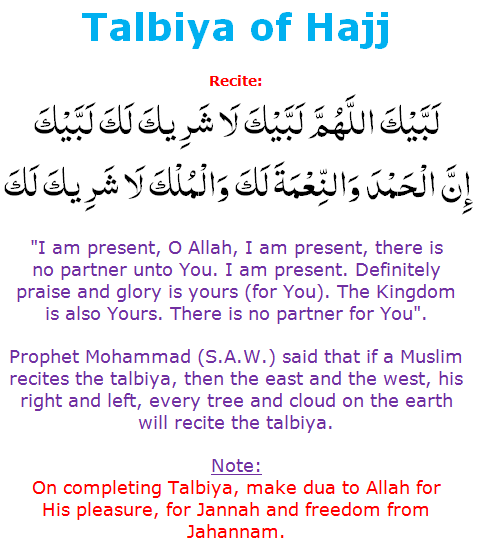 Talbiya of Hajj
Recite:
لَبَّيْكَ اللَّهُمَّ لَبَّيْكَ لَا شَرِيكَ لَكَ لَبَّيْكَ
إِنَّ الْحَمْدَ وَالنِّعْمَةَ لَكَ وَالْمُلْكَ لَا شَرِيكَ لَكَ
"I am present, O Allah, I am present, there is
no partner unto You. I am present. Definitely
praise and glory is yours (for You). The Kingdom
is also Yours. There is no partner for You".
Prophet Mohammad (S.A.W.) said that if a Muslim
recites the talbiya, then the east and the west, his
right and left, every tree and cloud on the earth
will recite the talbiya.
Note:
On completing Talbiya, make dua to Allah for
His pleasure, for Jannah and freedom from
Jahannam.